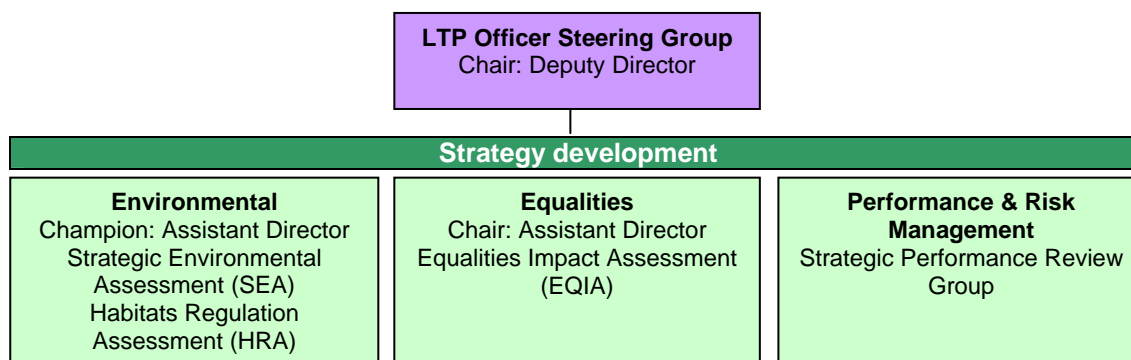 LTP Officer Steering Group
Chair: Deputy Director
Strategy development
Environmental
Champion: Assistant Director
Strategic Environmental
Assessment (SEA)
Habitats Regulation
Assessment (HRA)
Equalities
Chair: Assistant Director
Equalities Impact Assessment
(EQIA)
Performance & Risk
Management
Strategic Performance Review
Group